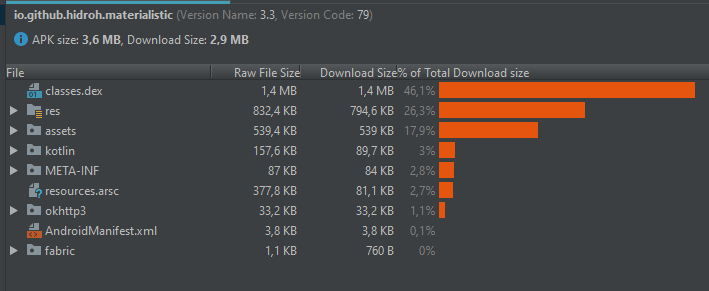 io.github.hidroh.materialistic (Version Name: 3.3, Version Code: 79)
APK size: 3,6 MB, Download Size: 2,9 MB
File Raw File Size Download Size % of Total Download size
classes.dex 1,4 MB 1,4 MB 46,1%
res 832,4 KB 794,6 KB 26,3%
assets 539,4 KB 539 KB 17,9%
kotlin 157,6 KB 89,7 KB 3%
META-INF 87 KB 84 KB 2,8%
resources.arsc 377,8 KB 81,1 KB 2,7%
okhttp3 33,2 KB 33,2 KB 1,1%
AndroidManifest.xml 3,8 KB 3,8 KB 0,1%
fabric 1,1 KB 760 B 0%